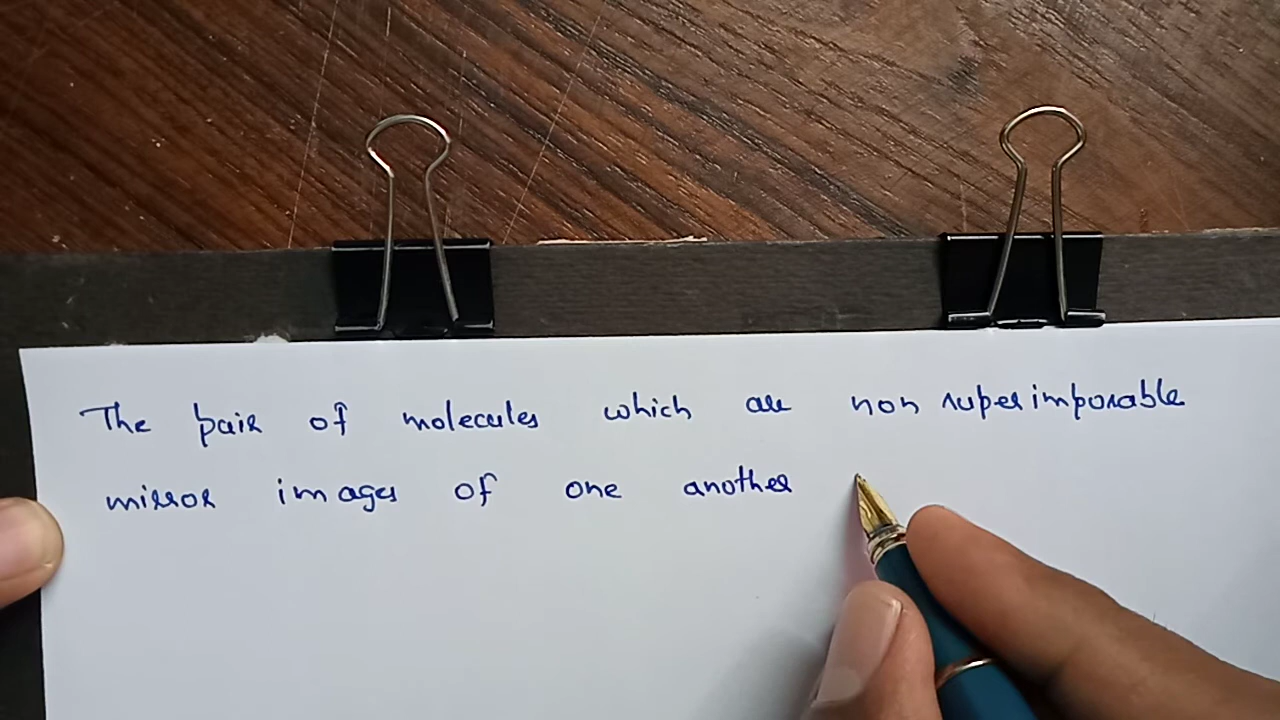 The pair of molecules which are non superimposable
mirror images of one another